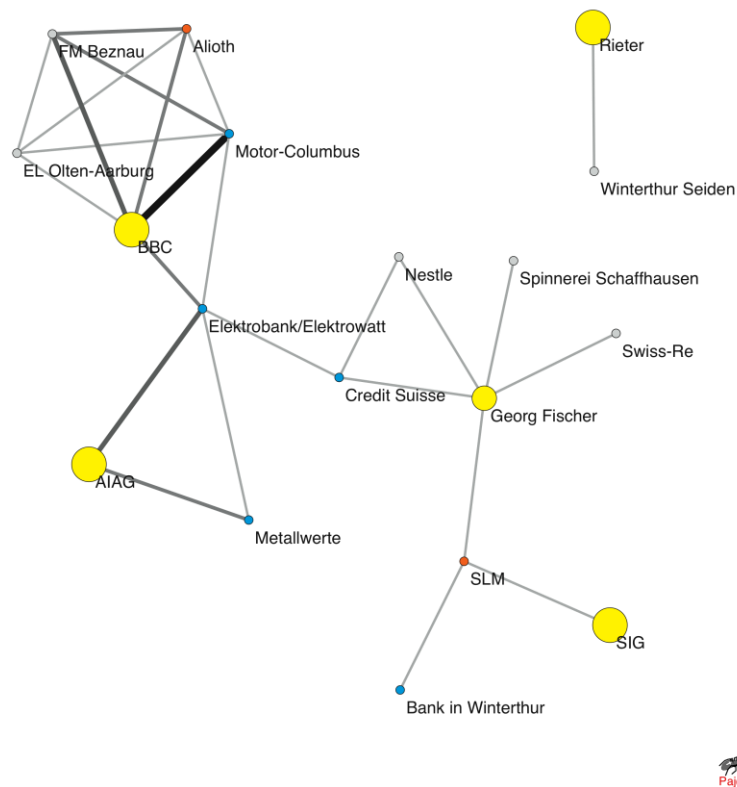 FM Beznau
Alioth
Rieter
Motor-Columbus
EL Olten-Aarburg
Winterthur Seiden
BBC
Nestle
Spinnerei Schaffhausen
Elektrobank/Elektrowatt
Swiss-Re
Credit Suisse
Georg Fischer
AIAG
Metallwerte
SLM
SIG
Bank in Winterthur